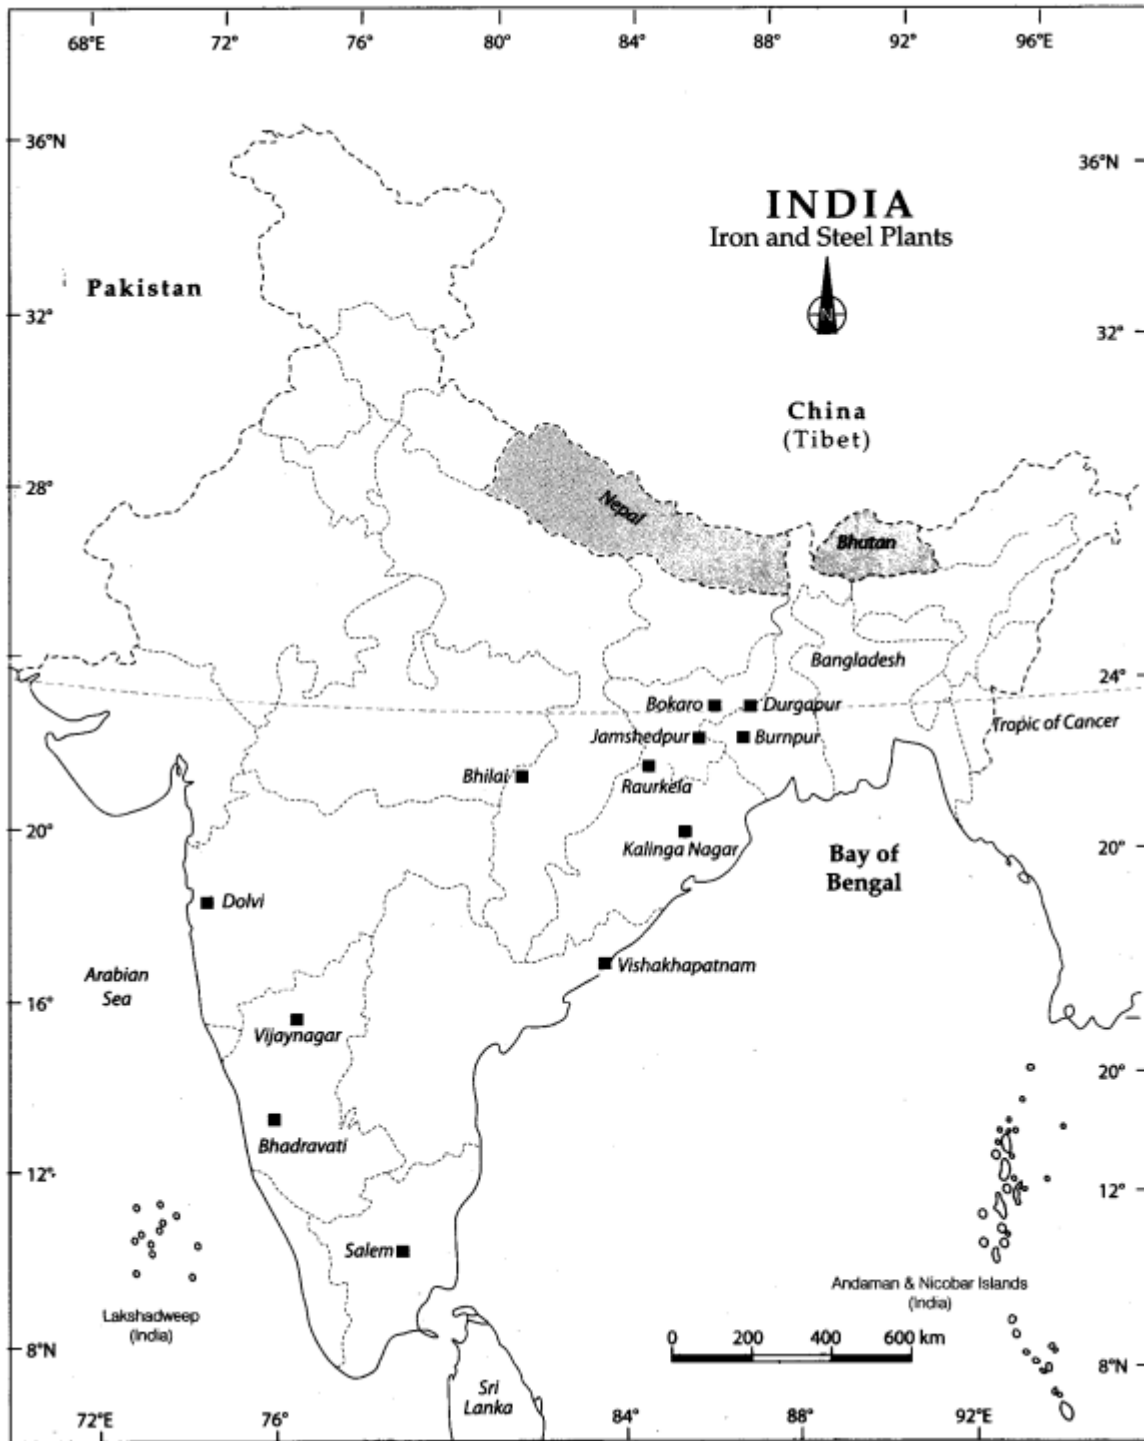 68°E 72° 76° 80° 84° 88° 92° 96°E
36°N
36°N
INDIA
Iron and Steel Plants
N
Pakistan
32°
32°
China
(Tibet)
28°
28°
Nepal
Bhutan
Bangladesh
24°
Bokaro
Durgapur
Tropic of Cancer
Jamshedpur
Burnpur
Bhilai
Raurkela
20°
20°
Kalinga Nagar
Bay of
Bengal
Dolvi
Vishakhapatnam
Arabian
Sea
16°
Vijaynagar
20°
Bhadravati
12°
12°
Salem
Andaman & Nicobar Islands
(India)
Lakshadweep
(India)
0 200 400 600 km
8°N
8°N
Sri
Lanka
72°E 76° 84° 88° 92°E